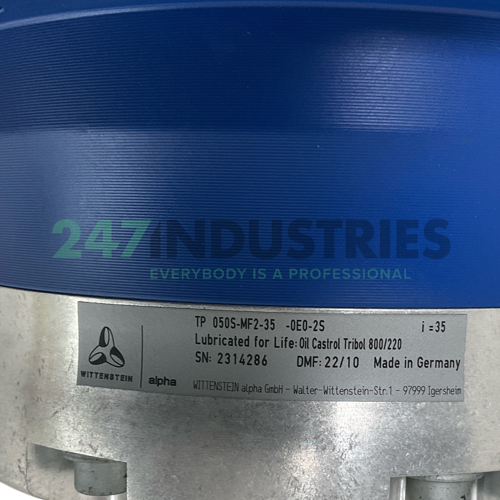 247INDUSTRIES
EVERYBODY IS A PROFESSIONAL
TP 050S-MF2-35 -0E0-2S i=35
Lubricated for Life: Oil Castrol Tribol 800/220
SN: 2314286 DMF: 22/10 Made in Germany
WITTENSTEIN alpha WITTENSTEIN alpha GmbH - Walter-Wittenstein-Str.1 - 97999 Igersheim